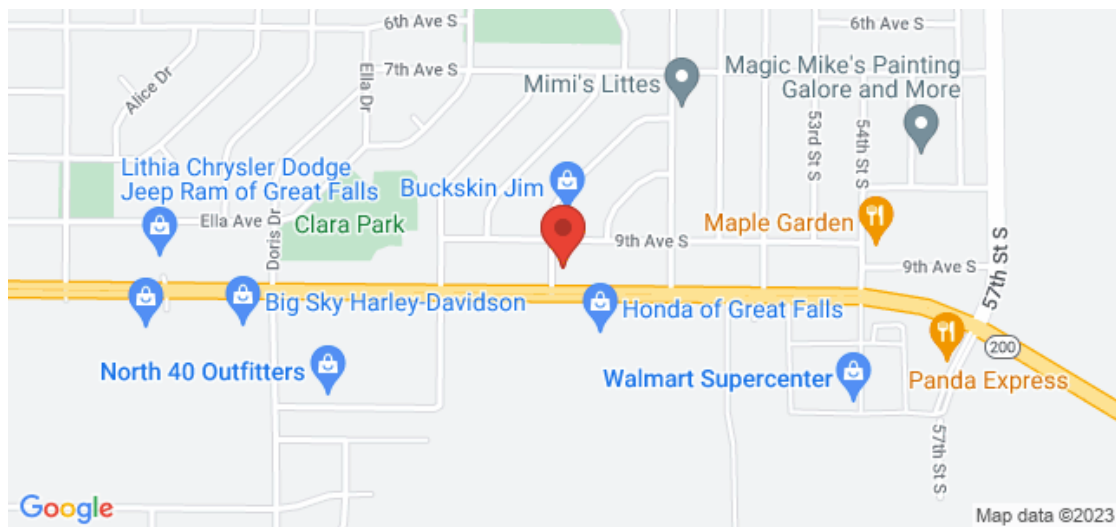 6th Ave S
6th Ave S
7th Ave S
Alice Dr
Ella Dr
Mimi's Littes
Magic Mike's Painting
Galore and More
53rd St S
54th St S
Lithia Chrysler Dodge
Jeep Ram of Great Falls
Buckskin Jim
Ella Ave
Doris Dr
Clara Park
Maple Garden
9th Ave S
9th Ave S
57th St S
Big Sky Harley-Davidson
Honda of Great Falls
200
North 40 Outfitters
Walmart Supercenter
Panda Express
57th St S
Google
Map data ©2023